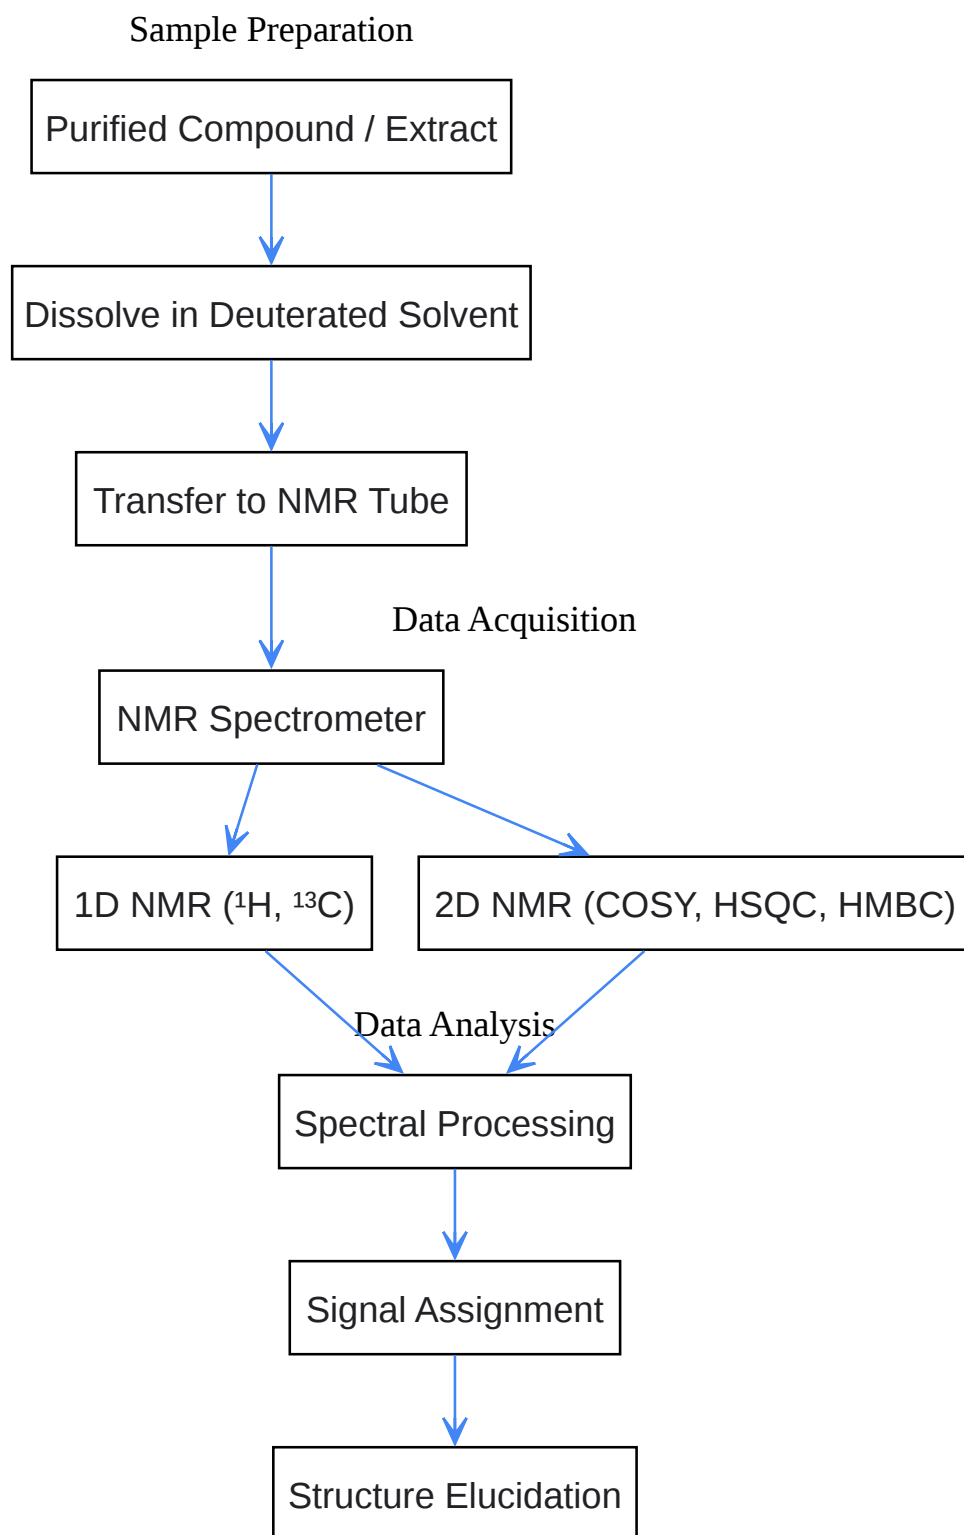 Sample Preparation
Purified Compound / Extract
Dissolve in Deuterated Solvent
Transfer to NMR Tube
Data Acquisition
NMR Spectrometer
1D NMR (¹H, ¹³C)
2D NMR (COSY, HSQC, HMBC)
Data Analysis
Spectral Processing
Signal Assignment
Structure Elucidation